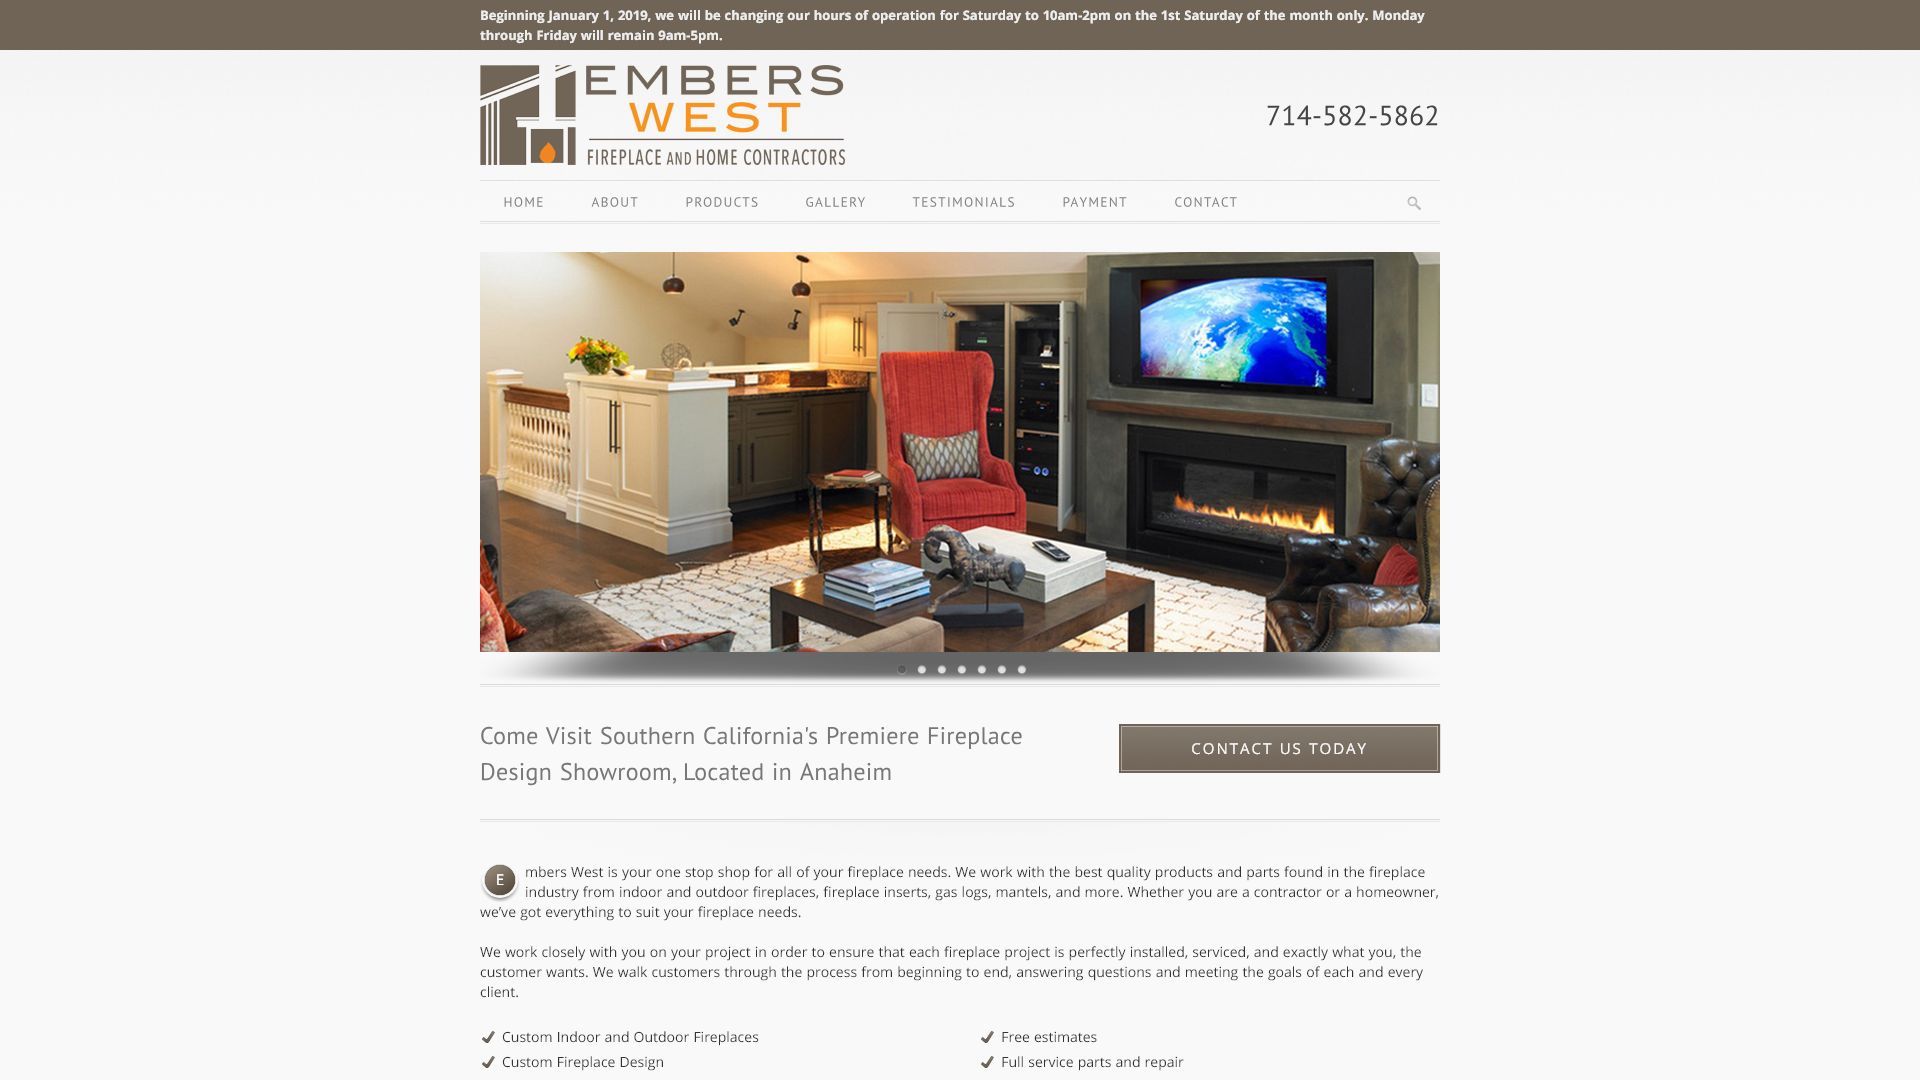 Beginning January 1, 2019, we will be changing our hours of operation for Saturday to 10am-2pm on the 1st Saturday of the month only. Monday
through Friday will remain 9am-5pm.
EMBERS
WEST
FIREPLACE AND HOME CONTRACTORS
714-582-5862
HOME ABOUT PRODUCTS GALLERY TESTIMONIALS PAYMENT CONTACT
Come Visit Southern California's Premiere Fireplace
Design Showroom, Located in Anaheim
CONTACT US TODAY
Embers West is your one stop shop for all of your fireplace needs. We work with the best quality products and parts found in the fireplace
industry from indoor and outdoor fireplaces, fireplace inserts, gas logs, mantels, and more. Whether you are a contractor or a homeowner,
we’ve got everything to suit your fireplace needs.
We work closely with you on your project in order to ensure that each fireplace project is perfectly installed, serviced, and exactly what you, the
customer wants. We walk customers through the process from beginning to end, answering questions and meeting the goals of each and every
client.
Custom Indoor and Outdoor Fireplaces
Custom Fireplace Design
Free estimates
Full service parts and repair